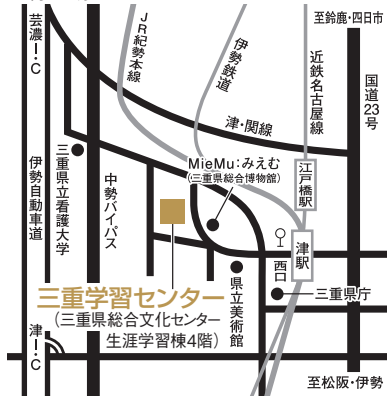 至鈴鹿・四日市
芸濃I・C
JR紀勢本線
伊勢鉄道
近鉄名古屋線
国道23号
津・関線
三重県立看護大学
MieMu:みえむ
(三重県総合博物館)
江戸橋駅
伊勢自動車道
中勢バイパス
津駅
西口
県立美術館
三重県庁
三重学習センター
(三重県総合文化センター
生涯学習棟4階)
津I・C
至松阪・伊勢